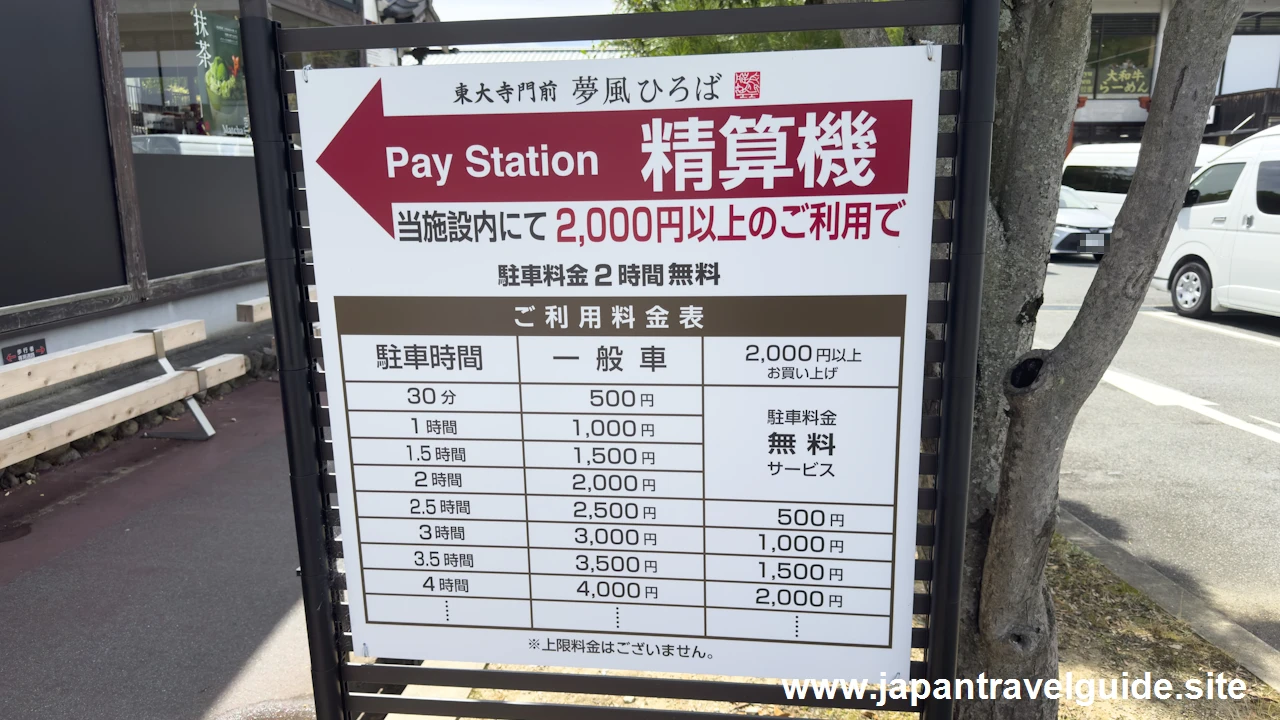 抹茶
大和牛
らーめん
東大寺門前 夢風ひろば
Pay Station 精算機
当施設内にて 2,000円以上のご利用で
駐車料金2時間無料
ご利用料金表
駐車時間 一般車 2,000円以上
お買い上げ
30分 500円
1時間 1,000円
1.5時間 1,500円
2時間 2,000円
駐車料金
無料
サービス
2.5時間 2,500円 500円
3時間 3,000円 1,000円
3.5時間 3,500円 1,500円
4時間 4,000円 2,000円
※上限料金はございません。
www.japantravelguide.site